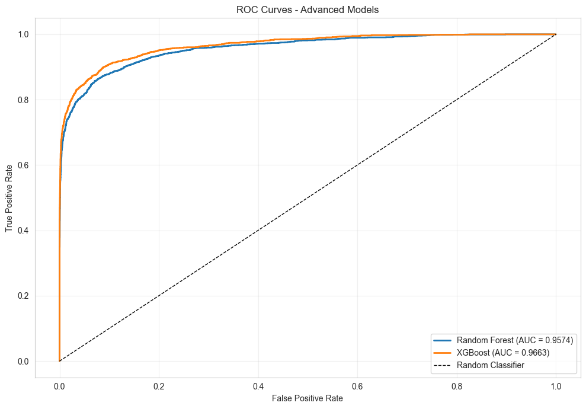 ROC Curves - Advanced Models
True Positive Rate
1.0
0.8
0.6
0.4
0.2
0.0
0.0 0.2 0.4 0.6 0.8 1.0
False Positive Rate
Random Forest (AUC = 0.9574)
XGBoost (AUC = 0.9663)
Random Classifier